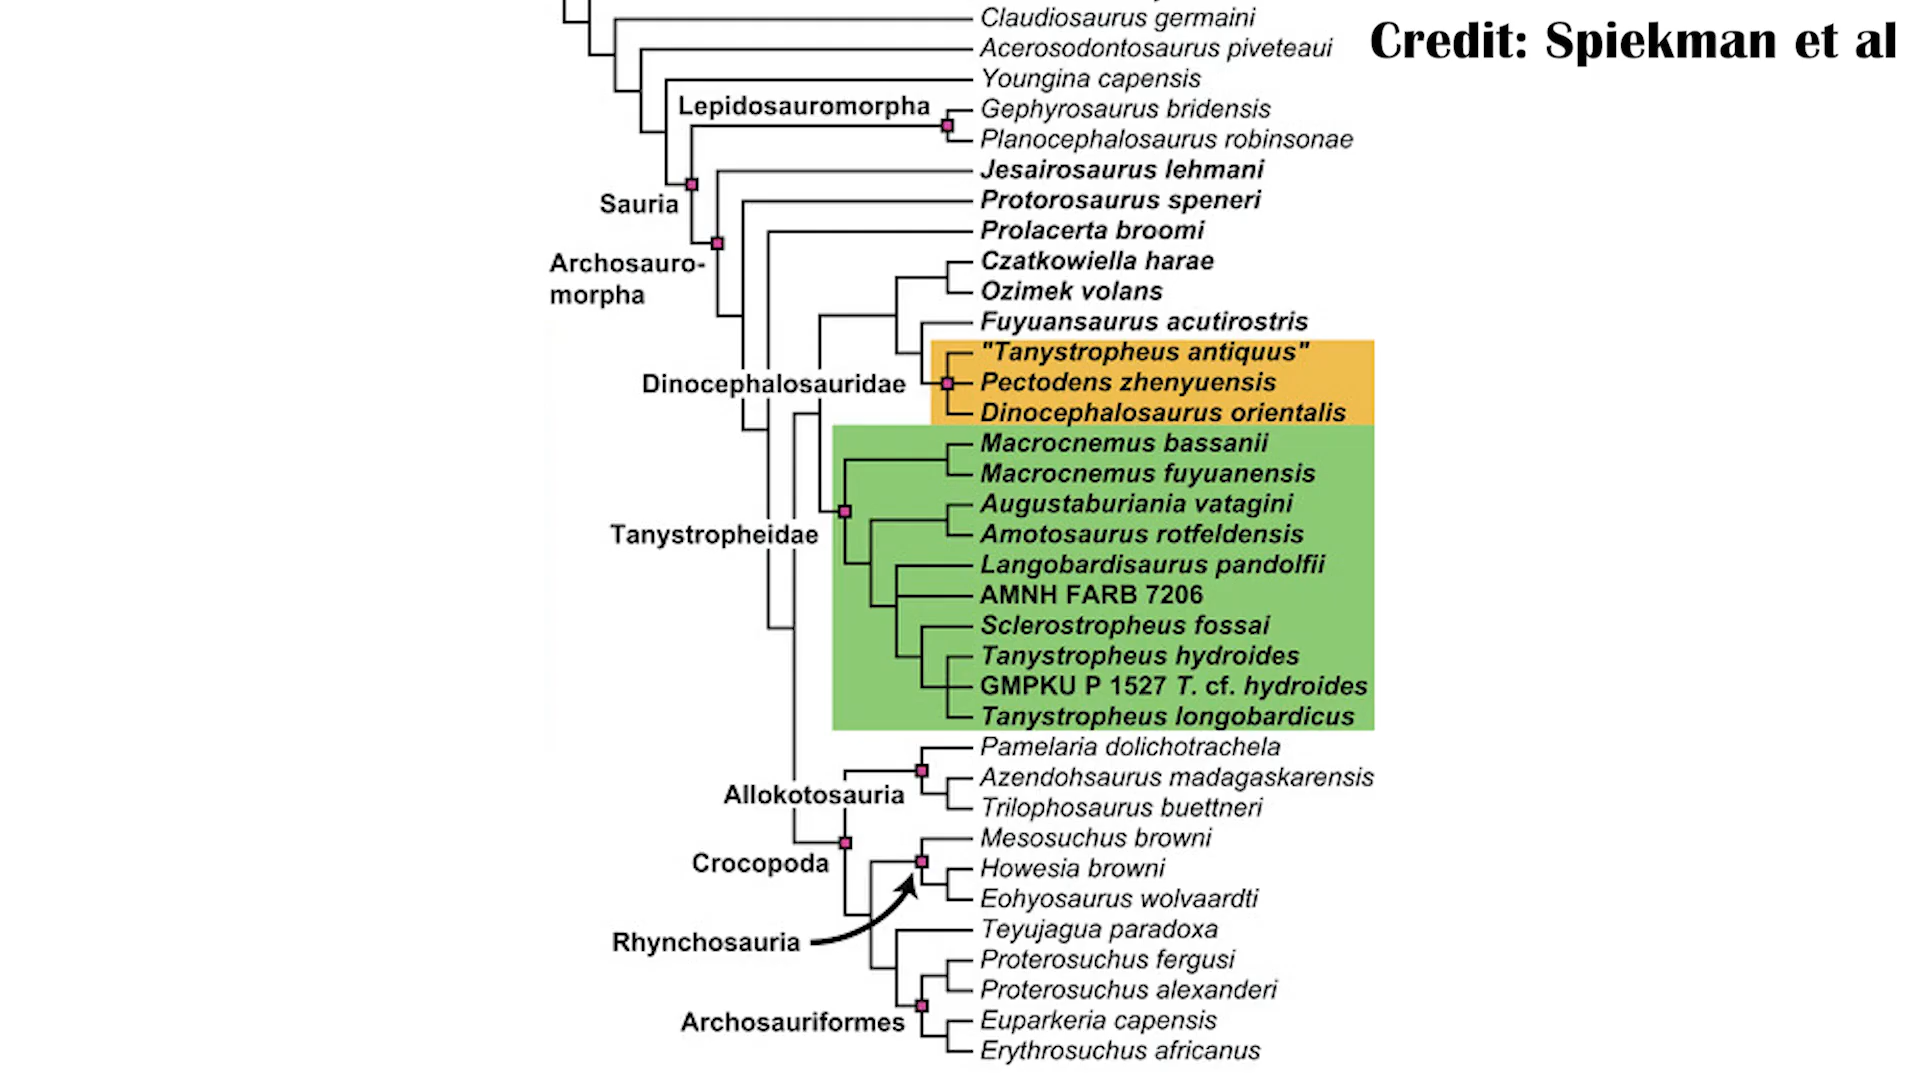 Claudiosaurus germaini
Credit: Spiekman et al
Acerosodontosaurus piveteaui
Youngina capensis
Lepidosauromorpha
Gephyrosaurus bridensis
Planocephalosaurus robinsonae
Jesairosaurus lehmani
Sauria
Protorosaurus speneri
Prolacerta broomi
Archosauro-
morpha
Czatkowiella harae
Ozimek volans
Fuyuansaurus acutirostris
"Tanystropheus antiquus"
Dinocephalosauridae
Pectodens zhenyuensis
Dinocephalosaurus orientalis
Macrocnemus bassanii
Macrocnemus fuyuanensis
Augustaburiania vatagini
Tanystropheidae
Amotosaurus rotfeldensis
Langobardisaurus pandolfii
AMNH FARB 7206
Sclerostropheus fossai
Tanystropheus hydroides
GMPKU P 1527 T. cf. hydroides
Tanystropheus longobardicus
Pamelaria dolichotrachela
Azendohsaurus madagaskarensis
Allokotosauria
Trilophosaurus buettneri
Mesosuchus browni
Crocopoda
Howesia browni
Eohyosaurus wolvaardti
Teyujagua paradoxa
Rhynchosauria
Proterosuchus fergusi
Proterosuchus alexanderi
Archosauriformes
Euparkeria capensis
Erythrosuchus africanus